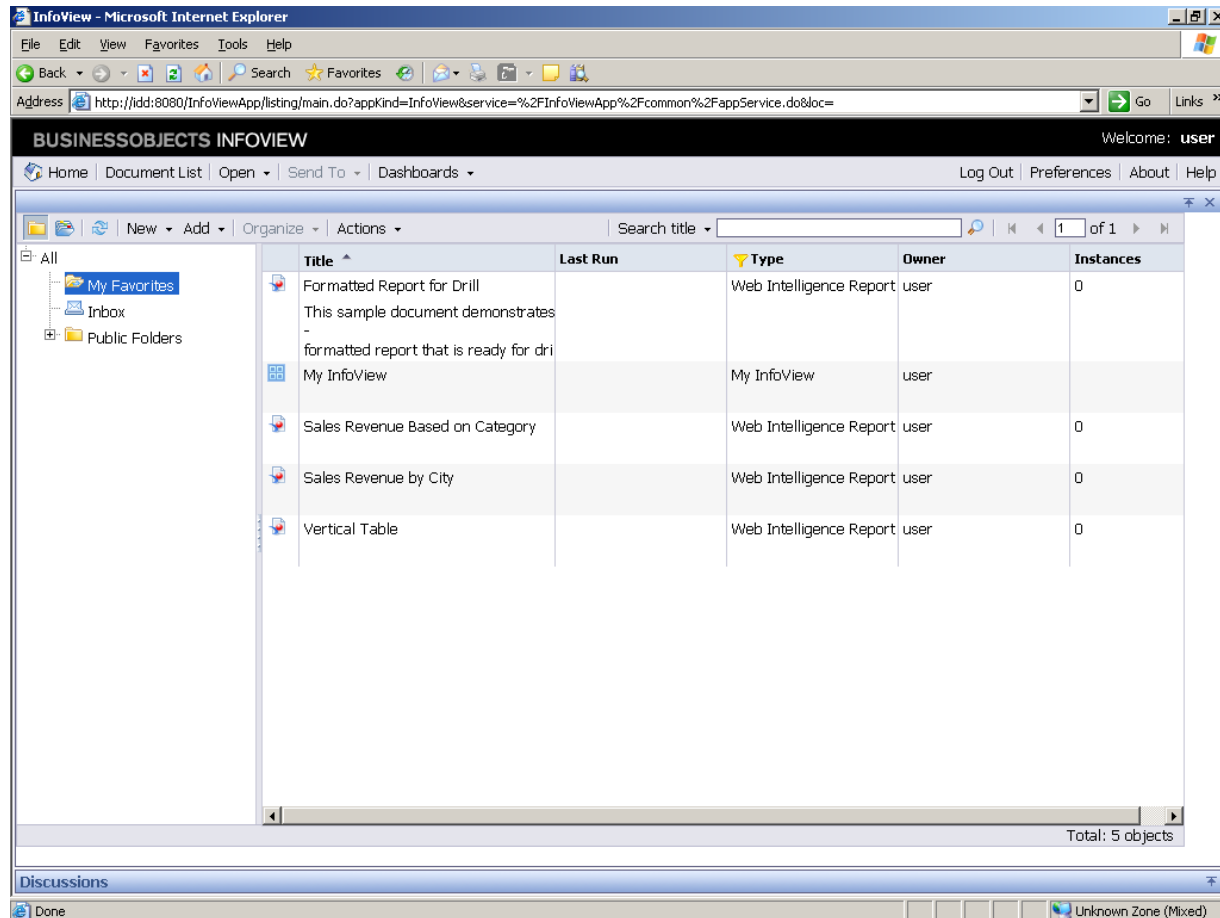 InfoView - Microsoft Internet Explorer
File Edit View Favorites Tools Help
Back Search Favorites
Address http://idd:8080/InfoViewApp/listing/main.do?appKind=InfoView&service=%2FInfoViewApp%2Fcommon%2FappService.do&loc= Go Links »
BUSINESSOBJECTS INFOVIEW Welcome: user
Home Document List Open Send To Dashboards Log Out Preferences About Help
New Add Organize Actions Search title 1 of 1
All
My Favorites
Inbox
Public Folders
Title Last Run Type Owner Instances
Formatted Report for Drill Web Intelligence Report user 0
This sample document demonstrates
-
formatted report that is ready for dri
My InfoView My InfoView user
Sales Revenue Based on Category Web Intelligence Report user 0
Sales Revenue by City Web Intelligence Report user 0
Vertical Table Web Intelligence Report user 0
Total: 5 objects
Discussions
Done Unknown Zone (Mixed)